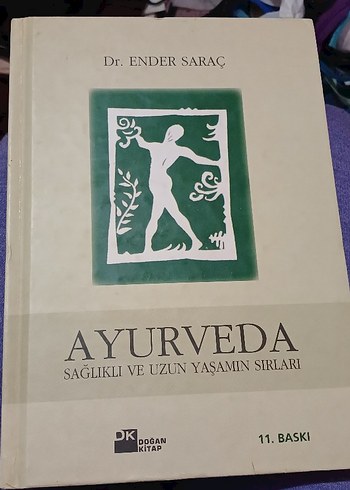 Dr. ENDER SARAÇ
AYURVEDA
SAĞLIKLI VE UZUN YAŞAMIN SIRLARI
DK
DOĞAN
KİTAP
11. BASKI